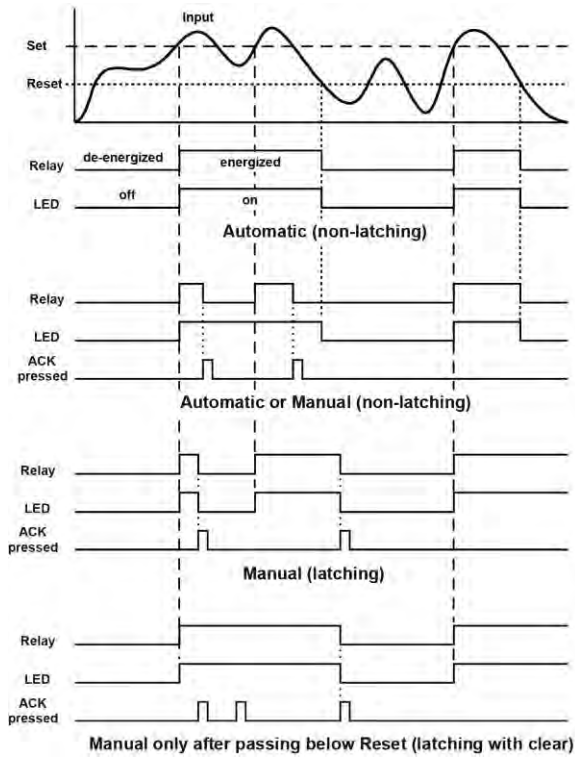 Input
Set
Reset
Relay de-energized energized
LED off on
Automatic (non-latching)
Relay
LED
ACK
pressed
Automatic or Manual (non-latching)
Relay
LED
ACK
pressed
Manual (latching)
Relay
LED
ACK
pressed
Manual only after passing below Reset (latching with clear)